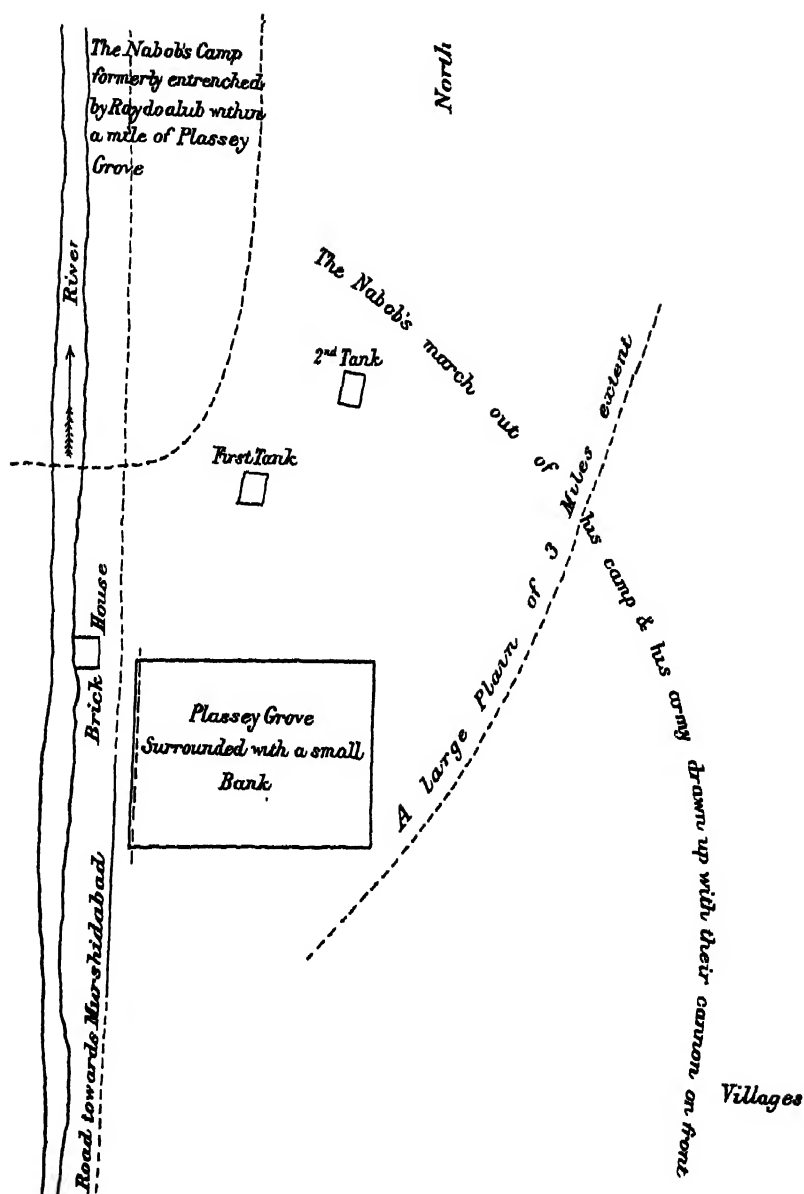 The Nabob's Camp
formerly entrenched
by Roydoalub within
a mile of Plassey
Grove
North
River
The Nabob's march out of his camp & his army drawn up with their cannon on front
2nd Tank
First Tank
A large Plain of 3 Miles extent
Brick House
Plassey Grove
Surrounded with a small
Bank
Road towards Murshidabad
Villages